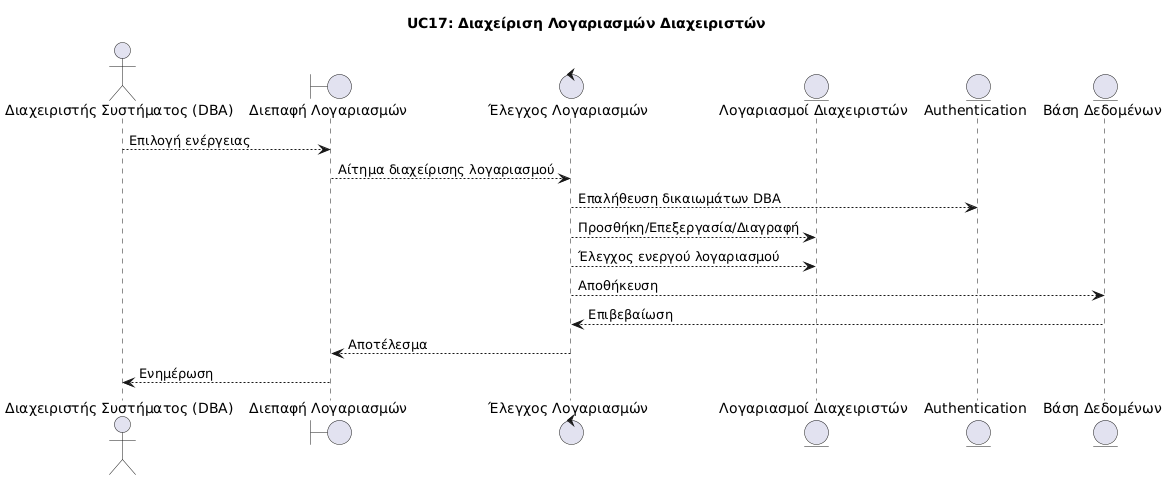 UC17: Διαχείριση Λογαριασμών Διαχειριστών
Διαχειριστής Συστήματος (DBA) Διεπαφή Λογαριασμών Έλεγχος Λογαριασμών Λογαριασμοί Διαχειριστών Authentication Βάση Δεδομένων
Επιλογή ενέργειας
Αίτημα διαχείρισης λογαριασμού
Επαλήθευση δικαιωμάτων DBA
Προσθήκη/Επεξεργασία/Διαγραφή
Έλεγχος ενεργού λογαριασμού
Αποθήκευση
Επιβεβαίωση
Αποτέλεσμα
Ενημέρωση
Διαχειριστής Συστήματος (DBA) Διεπαφή Λογαριασμών Έλεγχος Λογαριασμών Λογαριασμοί Διαχειριστών Authentication Βάση Δεδομένων